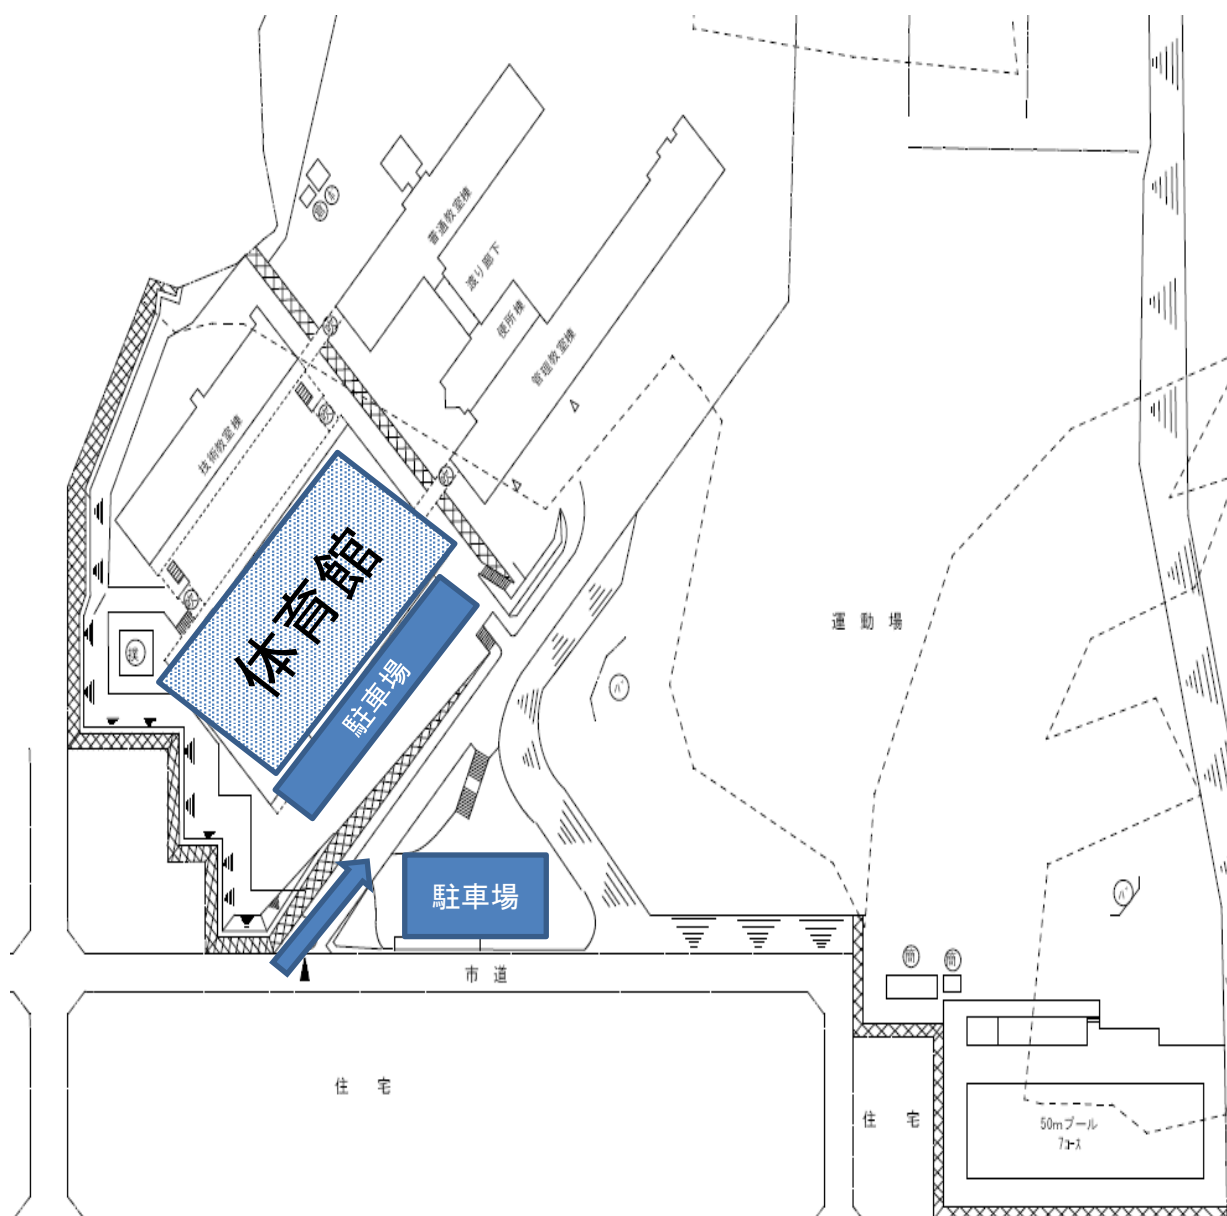 普通教室棟
渡り廊下
便所棟
管理教室棟
技術教室棟
体育館
駐車場
運動場
駐車場
市道
住宅
住宅
50mプール
7コース